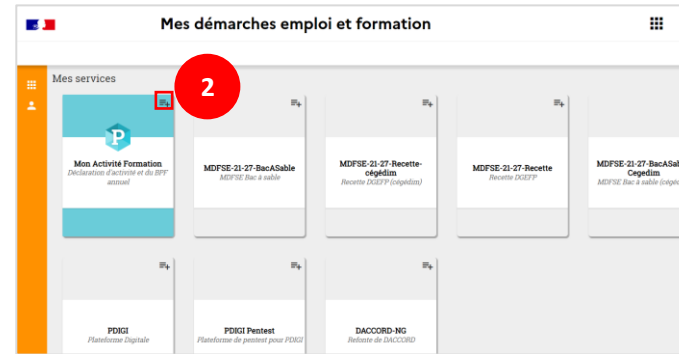 Mes démarches emploi et formation
Mes services
2
P
Mon Activité Formation
Déclaration d'activité et du BPF
annuel
MDFSE-21-27-BacASable
MDFSE Bac à sable
MDFSE-21-27-Recette-
cégédim
Recette DGEFP (cegédim)
MDFSE-21-27-Recette
Recette DGEFP
MDFSE-21-27-BacASab
Cegedim
MDFSE Bac à sable (cegéd
PDIGI
Plateforme Digitale
PDIGI Pentest
Plateforme de pentest pour PDIGI
DACCORD-NG
Refonte de DACCORD